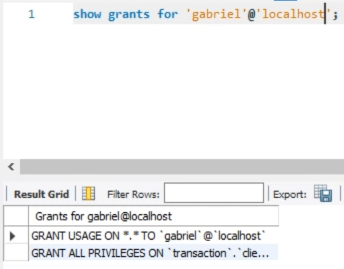 1 show grants for 'gabriel'@'localhost';
Result Grid Filter Rows: Export:
Grants for gabriel@localhost
GRANT USAGE ON *.* TO `gabriel`@`localhost`
GRANT ALL PRIVILEGES ON `transaction`.`clie...